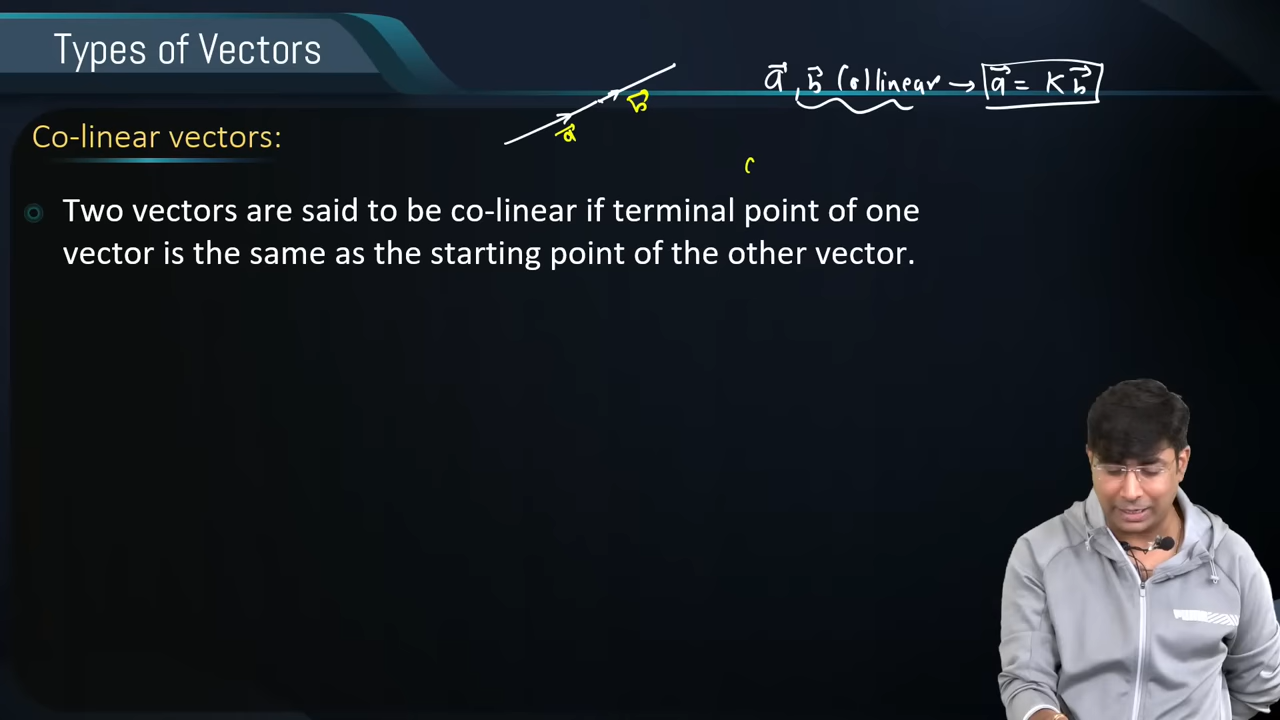 Types of Vectors
a⃗, b⃗ Collinear → a⃗ = K b⃗
a⃗ b⃗
Co-linear vectors:
Two vectors are said to be co-linear if terminal point of one
vector is the same as the starting point of the other vector.